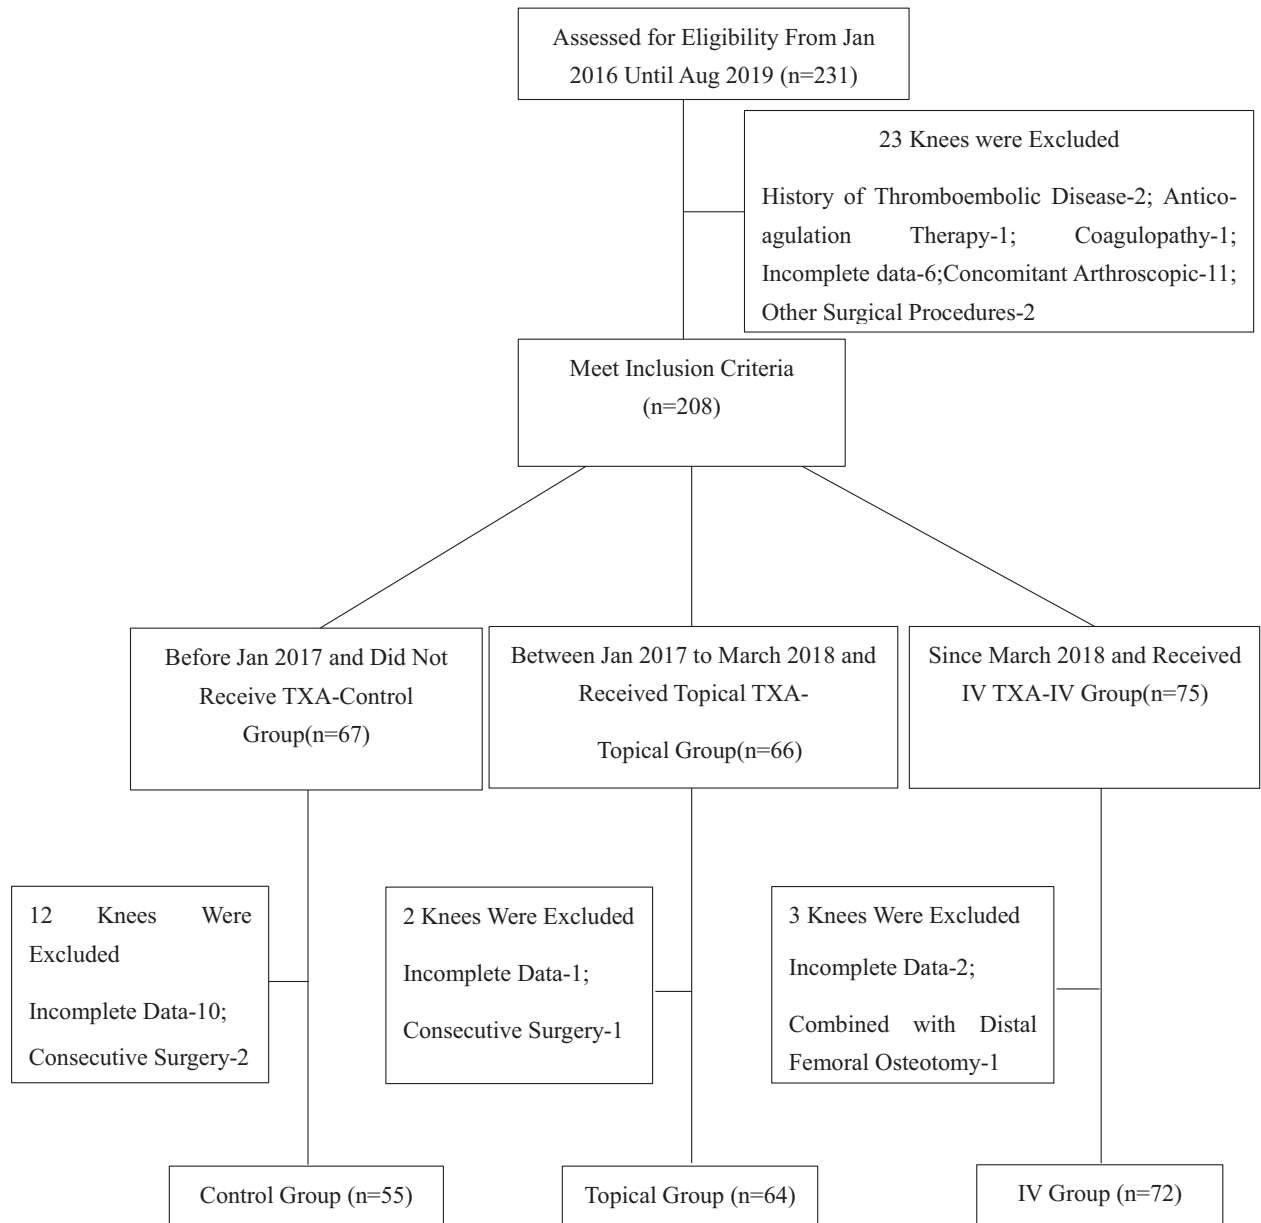 Assessed for Eligibility From Jan
2016 Until Aug 2019 (n=231)
23 Knees were Excluded
History of Thromboembolic Disease-2; Antico-
agulation Therapy-1; Coagulopathy-1;
Incomplete data-6;Concomitant Arthroscopic-11;
Other Surgical Procedures-2
Meet Inclusion Criteria
(n=208)
Before Jan 2017 and Did Not
Receive TXA-Control
Group(n=67)
Between Jan 2017 to March 2018 and
Received Topical TXA-
Topical Group(n=66)
Since March 2018 and Received
IV TXA-IV Group(n=75)
12 Knees Were
Excluded
Incomplete Data-10;
Consecutive Surgery-2
2 Knees Were Excluded
Incomplete Data-1;
Consecutive Surgery-1
3 Knees Were Excluded
Incomplete Data-2;
Combined with Distal
Femoral Osteotomy-1
Control Group (n=55)
Topical Group (n=64)
IV Group (n=72)